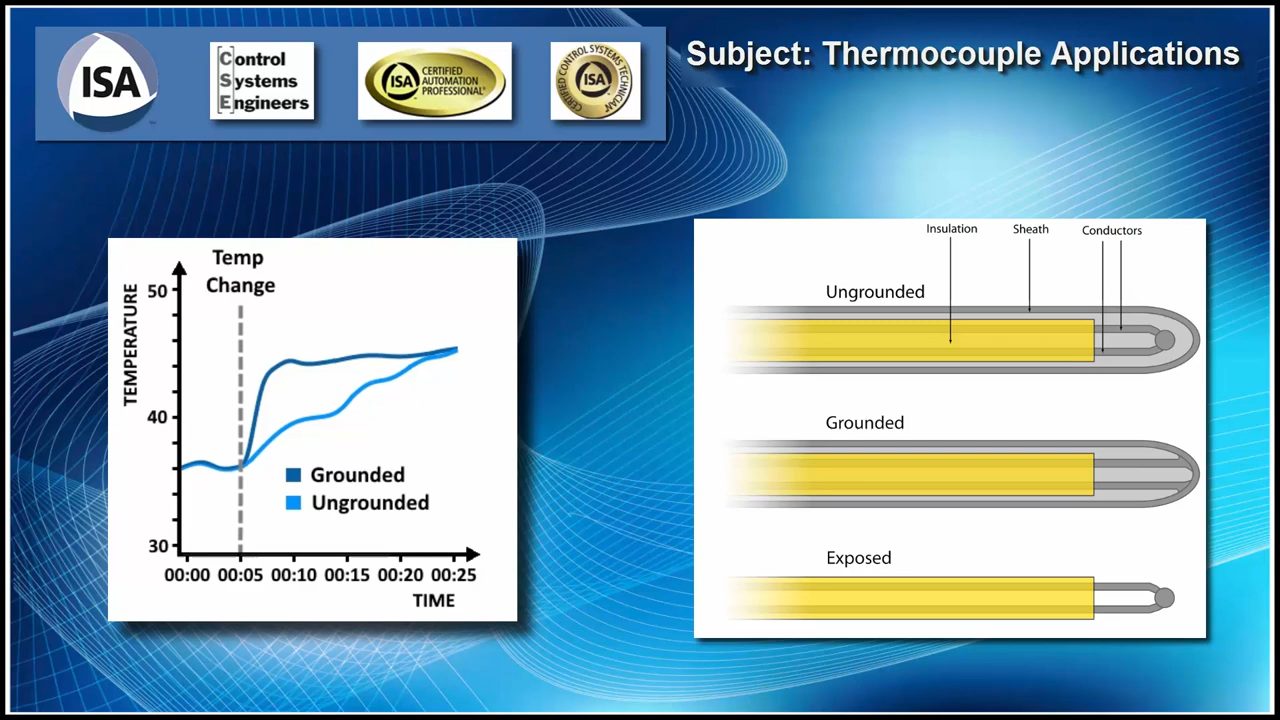 ISA
Control
Systems
Engineers
ISA CERTIFIED
AUTOMATION
PROFESSIONAL®
CERTIFIED CONTROL SYSTEMS TECHNICIAN
ISA
Subject: Thermocouple Applications
Temp
Change
TEMPERATURE
50
40
30
Grounded
Ungrounded
00:00 00:05 00:10 00:15 00:20 00:25
TIME
Insulation Sheath Conductors
Ungrounded
Grounded
Exposed